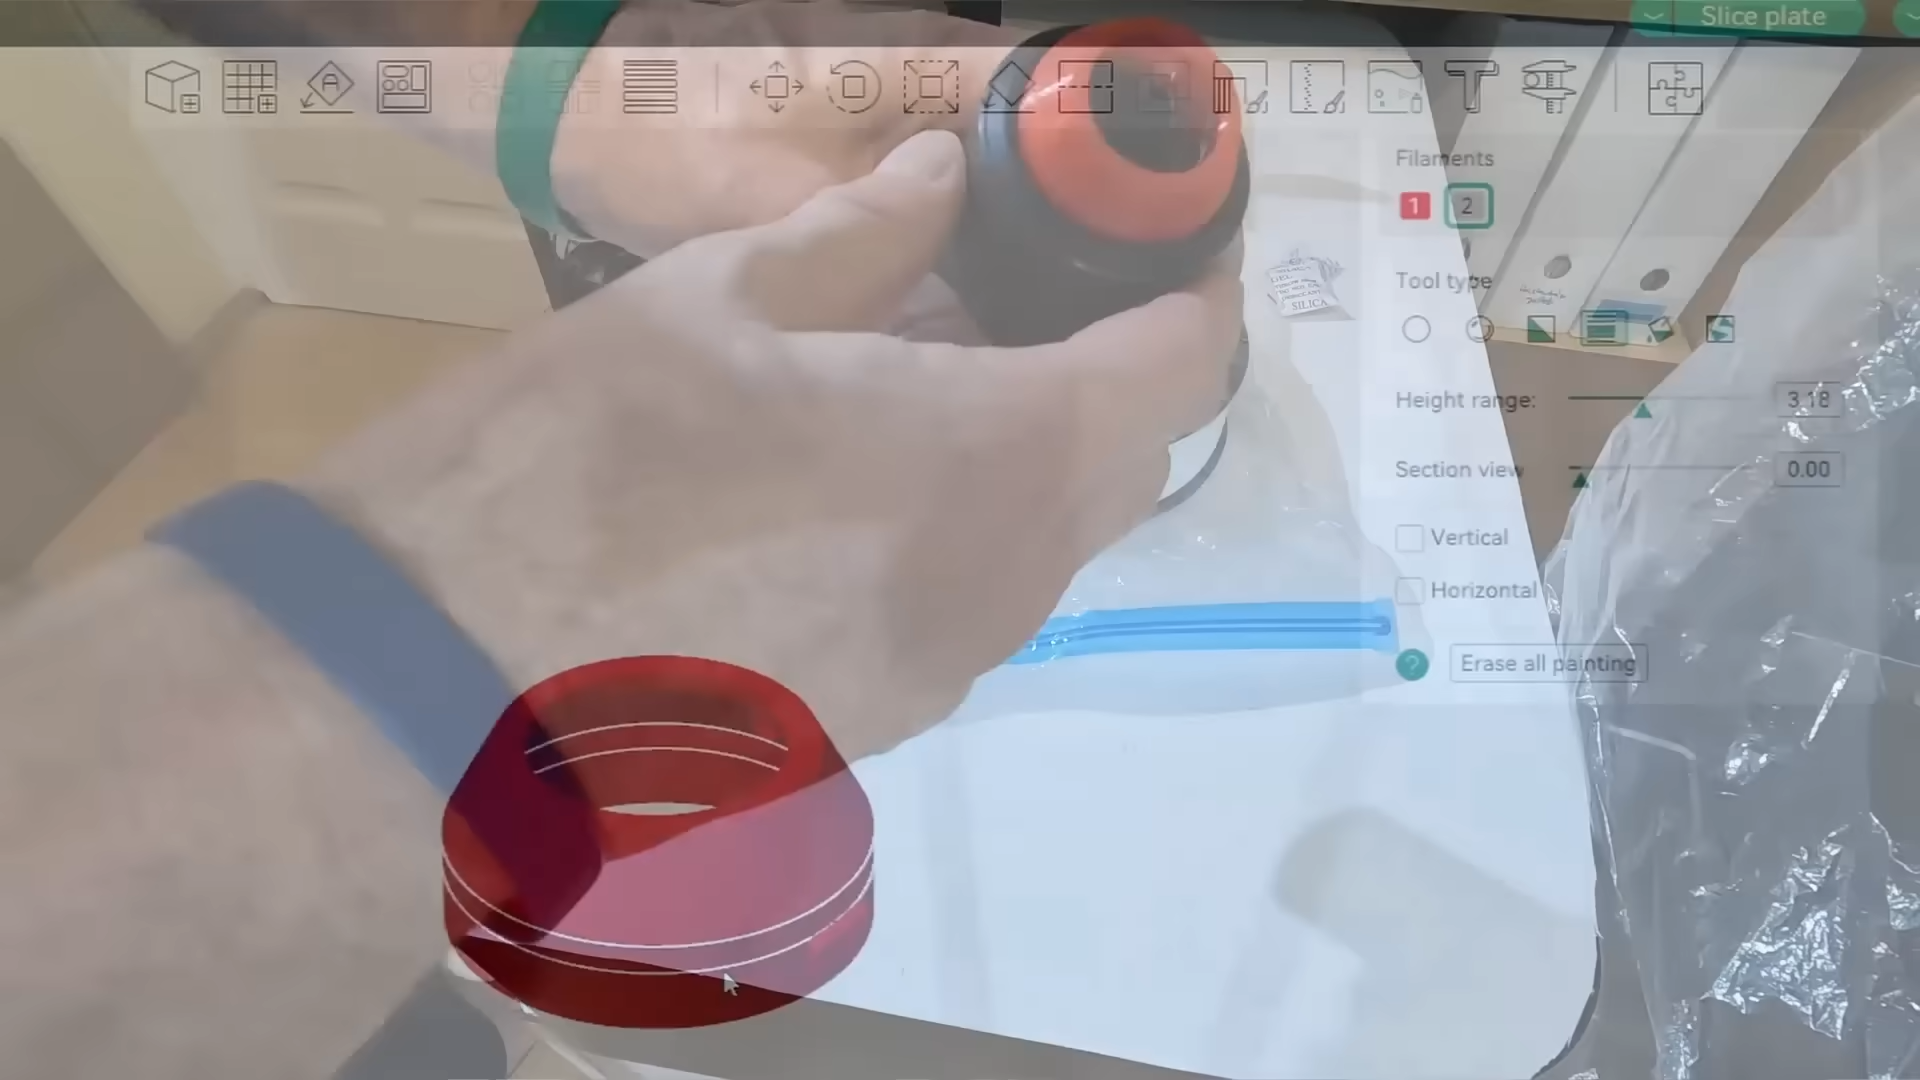 Slice plate
Filaments
1
2
Tool type
SILICA
Height range:
3.18
Section view
0.00
Vertical
Horizontal
?
Erase all painting